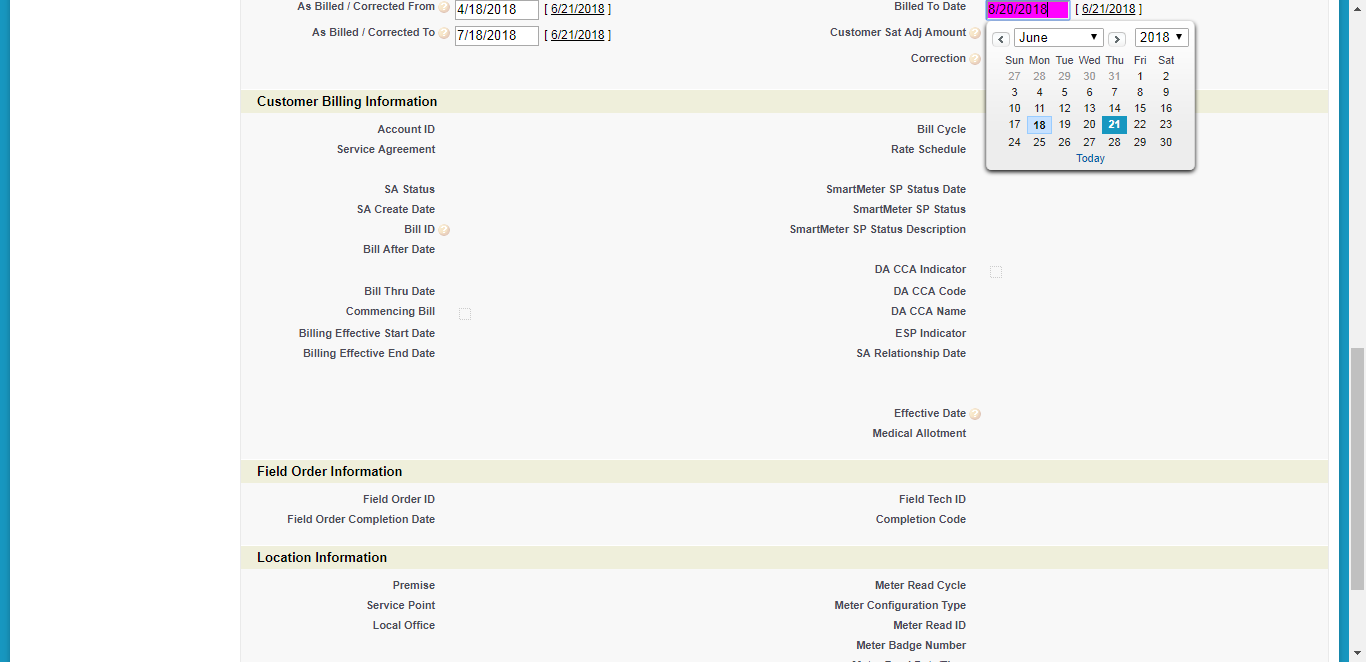 As Billed / Corrected From ? 4/18/2018 [ 6/21/2018 ]
Billed To Date 8/20/2018 [ 6/21/2018 ]
As Billed / Corrected To ? 7/18/2018 [ 6/21/2018 ]
Customer Sat Adj Amount ?
Correction ?
June 2018
Sun Mon Tue Wed Thu Fri Sat
27 28 29 30 31 1 2
3 4 5 6 7 8 9
10 11 12 13 14 15 16
17 18 19 20 21 22 23
24 25 26 27 28 29 30
Today
Customer Billing Information
Account ID
Bill Cycle
Service Agreement
Rate Schedule
SA Status
SmartMeter SP Status Date
SA Create Date
SmartMeter SP Status
Bill ID ?
SmartMeter SP Status Description
Bill After Date
DA CCA Indicator
Bill Thru Date
DA CCA Code
Commencing Bill
DA CCA Name
Billing Effective Start Date
ESP Indicator
Billing Effective End Date
SA Relationship Date
Effective Date ?
Medical Allotment
Field Order Information
Field Order ID
Field Tech ID
Field Order Completion Date
Completion Code
Location Information
Premise
Meter Read Cycle
Service Point
Meter Configuration Type
Local Office
Meter Read ID
Meter Badge Number